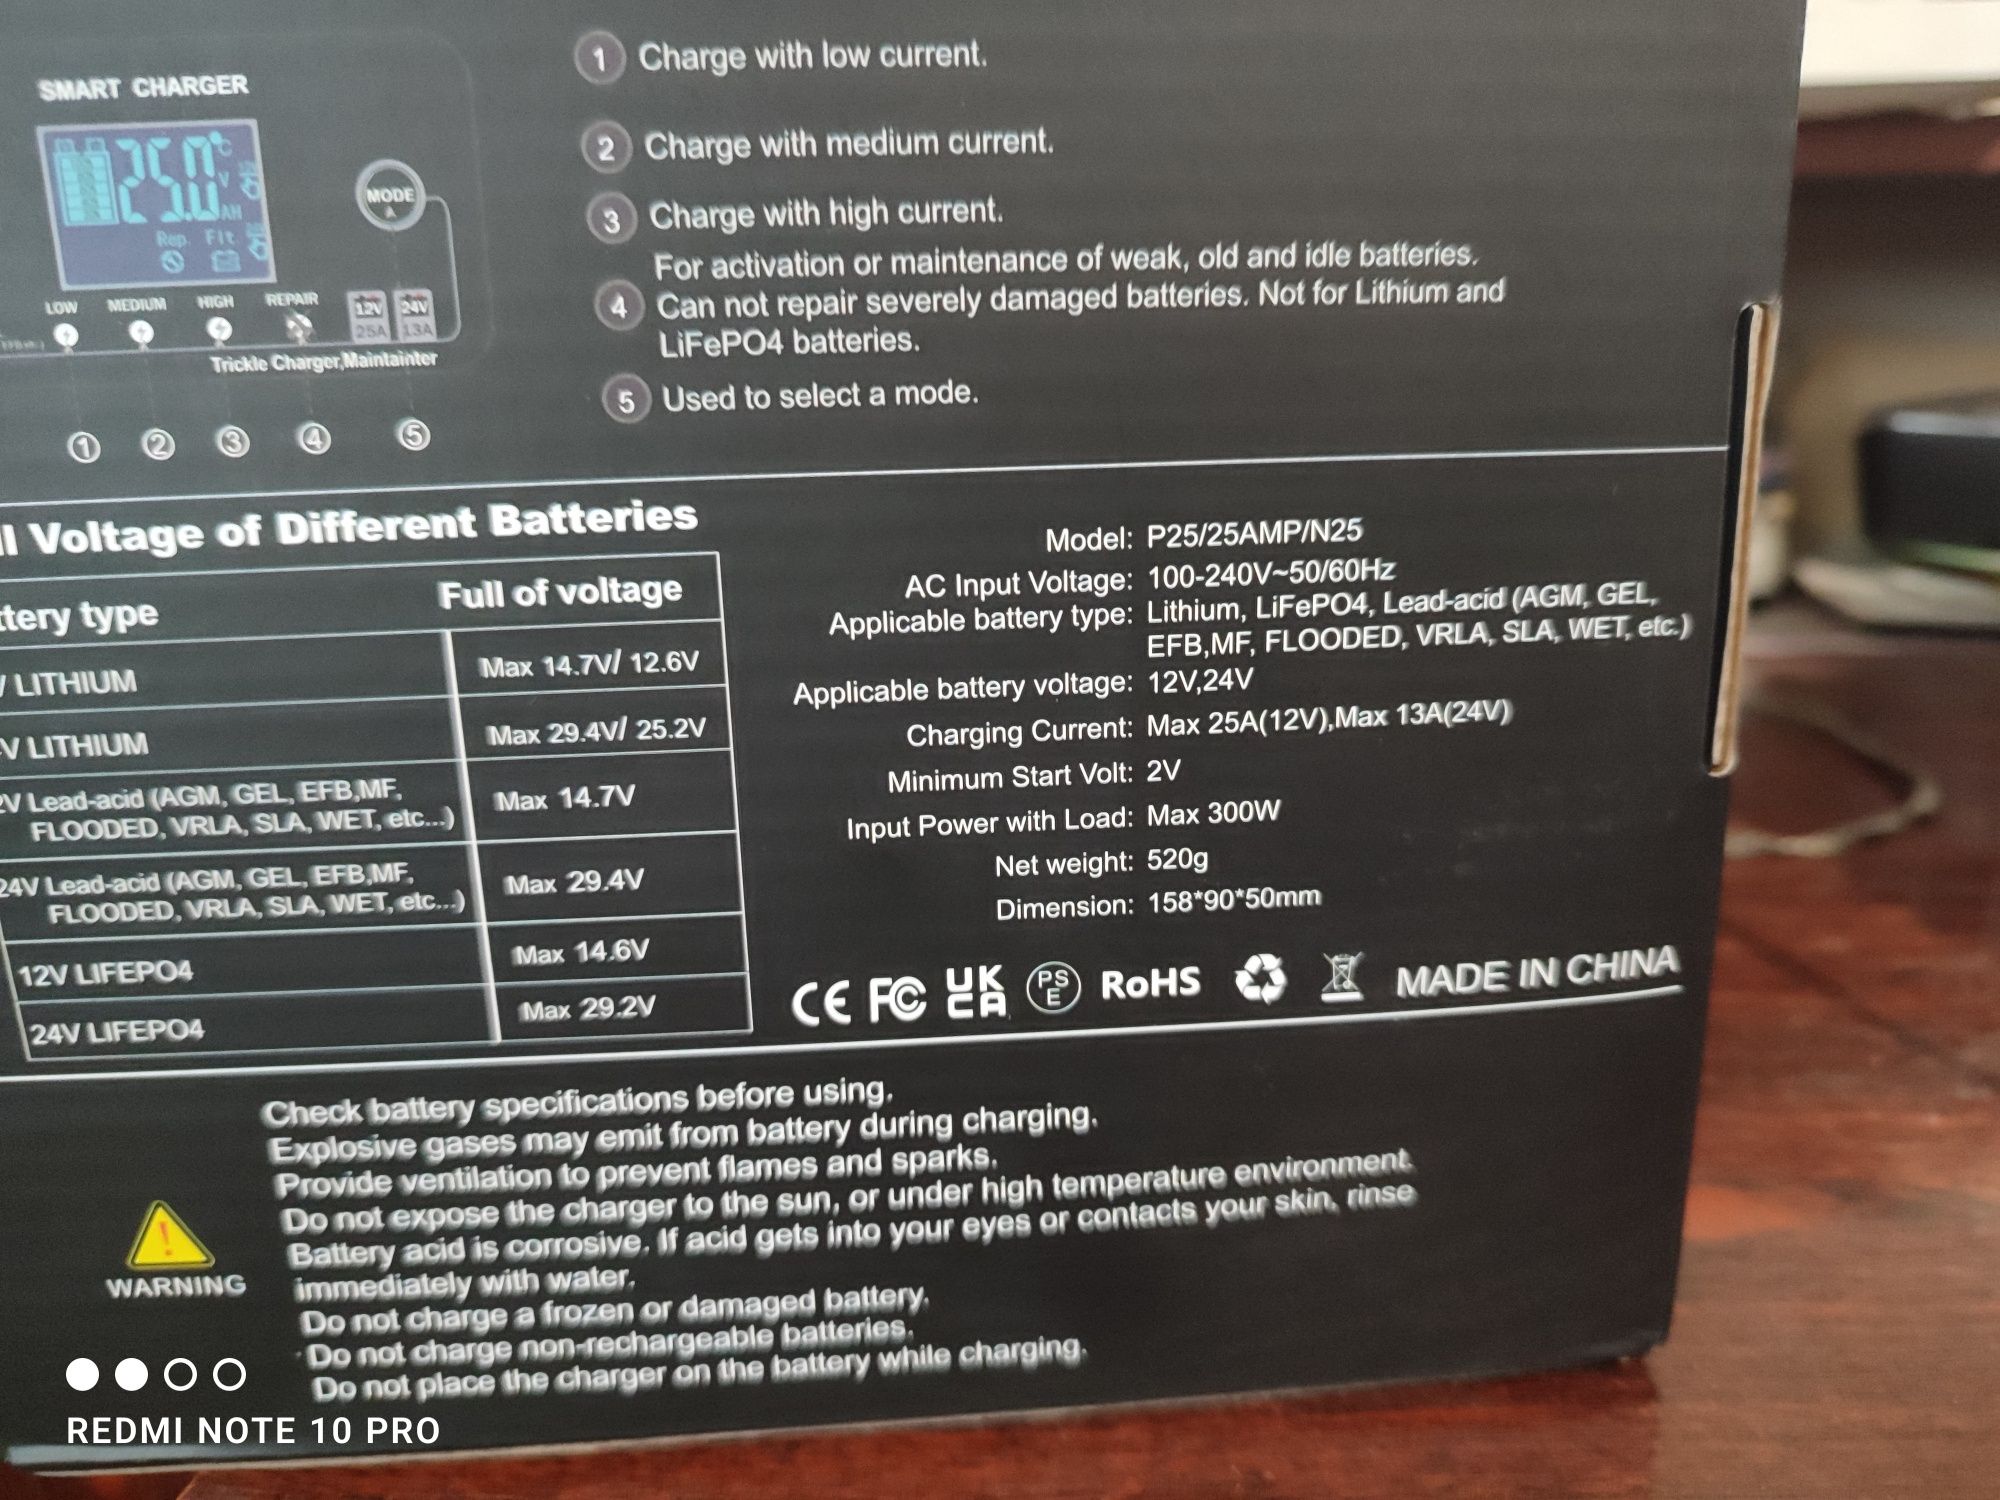 SMART CHARGER
25.0
°C
V
AH
Rep. Flt
MODE
LOW MEDIUM HIGH REPAIR 12V 24V
25A 13A
Trickle Charger,Maintainter
1 2 3 4 5
1 Charge with low current.
2 Charge with medium current.
3 Charge with high current.
For activation or maintenance of weak, old and idle batteries.
4 Can not repair severely damaged batteries. Not for Lithium and
LiFePO4 batteries.
5 Used to select a mode.
Voltage of Different Batteries
ttery type Full of voltage
V LITHIUM Max 14.7V/ 12.6V
V LITHIUM Max 29.4V/ 25.2V
2V Lead-acid (AGM, GEL, EFB,MF,
FLOODED, VRLA, SLA, WET, etc...) Max 14.7V
24V Lead-acid (AGM, GEL, EFB,MF,
FLOODED, VRLA, SLA, WET, etc...) Max 29.4V
12V LIFEPO4 Max 14.6V
24V LIFEPO4 Max 29.2V
Model: P25/25AMP/N25
AC Input Voltage: 100-240V~50/60Hz
Applicable battery type: Lithium, LiFePO4, Lead-acid (AGM, GEL,
EFB,MF, FLOODED, VRLA, SLA, WET, etc.)
Applicable battery voltage: 12V,24V
Charging Current: Max 25A(12V),Max 13A(24V)
Minimum Start Volt: 2V
Input Power with Load: Max 300W
Net weight: 520g
Dimension: 158*90*50mm
CE FC UK CA PS E RoHS MADE IN CHINA
WARNING
Check battery specifications before using.
Explosive gases may emit from battery during charging.
Provide ventilation to prevent flames and sparks.
Do not expose the charger to the sun, or under high temperature environment.
Battery acid is corrosive. If acid gets into your eyes or contacts your skin, rinse
immediately with water.
Do not charge a frozen or damaged battery.
Do not charge non-rechargeable batteries.
Do not place the charger on the battery while charging.
REDMI NOTE 10 PRO